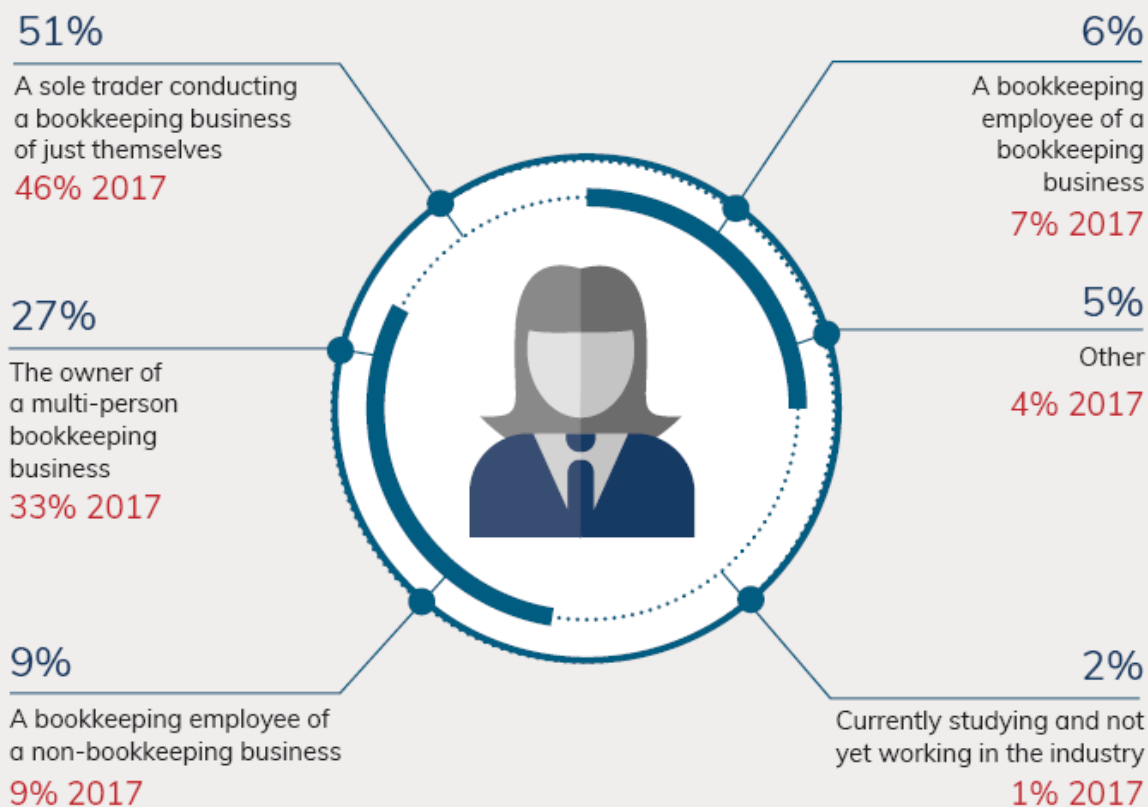 51%
A sole trader conducting
a bookkeeping business
of just themselves
46% 2017
27%
The owner of
a multi-person
bookkeeping
business
33% 2017
9%
A bookkeeping employee of
a non-bookkeeping business
9% 2017
6%
A bookkeeping
employee of a
bookkeeping
business
7% 2017
5%
Other
4% 2017
2%
Currently studying and not
yet working in the industry
1% 2017